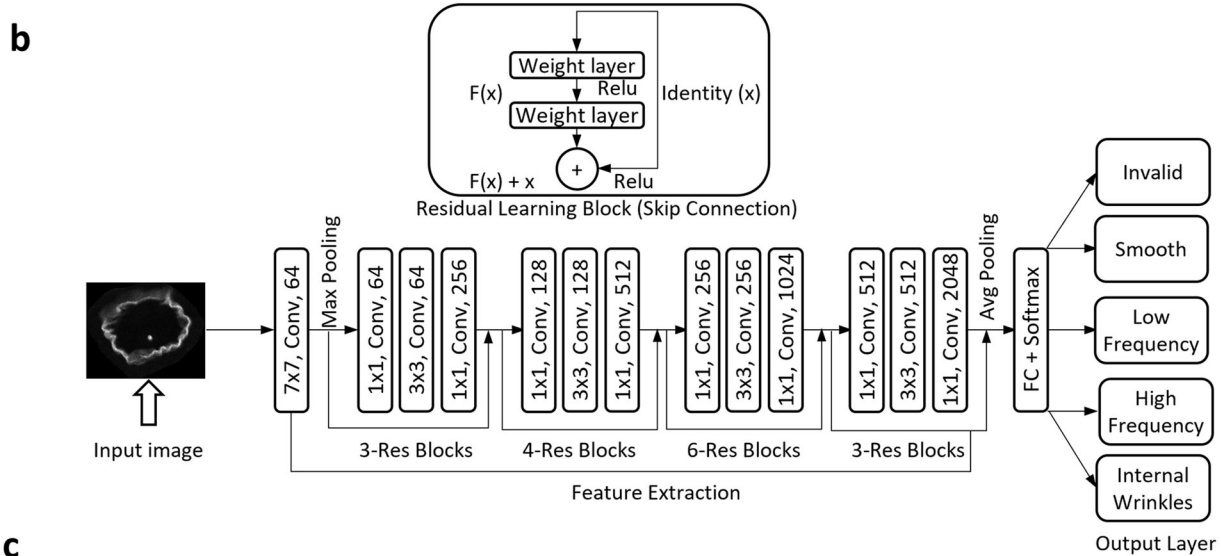 b
Weight layer
Relu
F(x)
Identity (x)
Weight layer
+
F(x) + x
Relu
Residual Learning Block (Skip Connection)
Input image
7x7, Conv, 64
Max Pooling
1x1, Conv, 64
3x3, Conv, 64
1x1, Conv, 256
3-Res Blocks
1x1, Conv, 128
3x3, Conv, 128
1x1, Conv, 512
4-Res Blocks
1x1, Conv, 256
3x3, Conv, 256
1x1, Conv, 1024
6-Res Blocks
1x1, Conv, 512
3x3, Conv, 512
1x1, Conv, 2048
3-Res Blocks
Avg Pooling
Feature Extraction
FC + Softmax
Invalid
Smooth
Low
Frequency
High
Frequency
Internal
Wrinkles
Output Layer
c